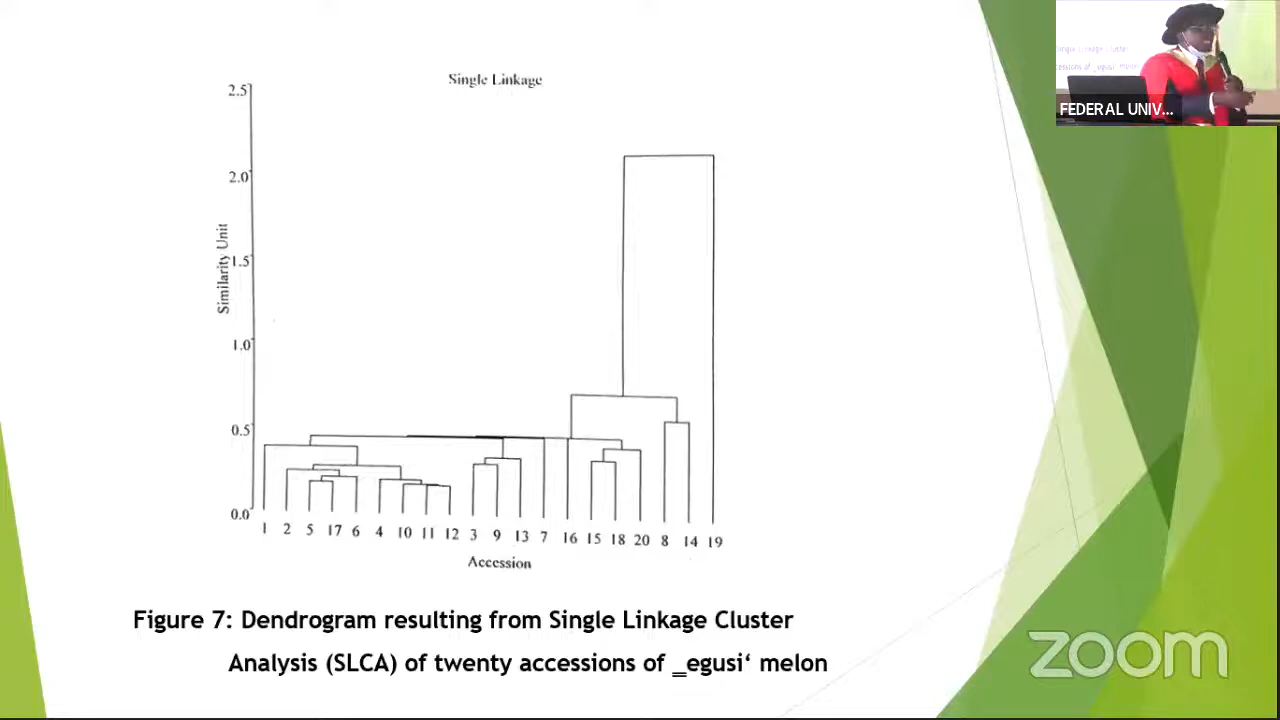 Single Linkage
2.5
2.0
1.5
1.0
0.5
0.0
Similarity Unit
1 2 5 17 6 4 10 11 12 3 9 13 7 16 15 18 20 8 14 19
Accession
Figure 7: Dendrogram resulting from Single Linkage Cluster
Analysis (SLCA) of twenty accessions of ‗egusi‘ melon
FEDERAL UNIV...
zoom